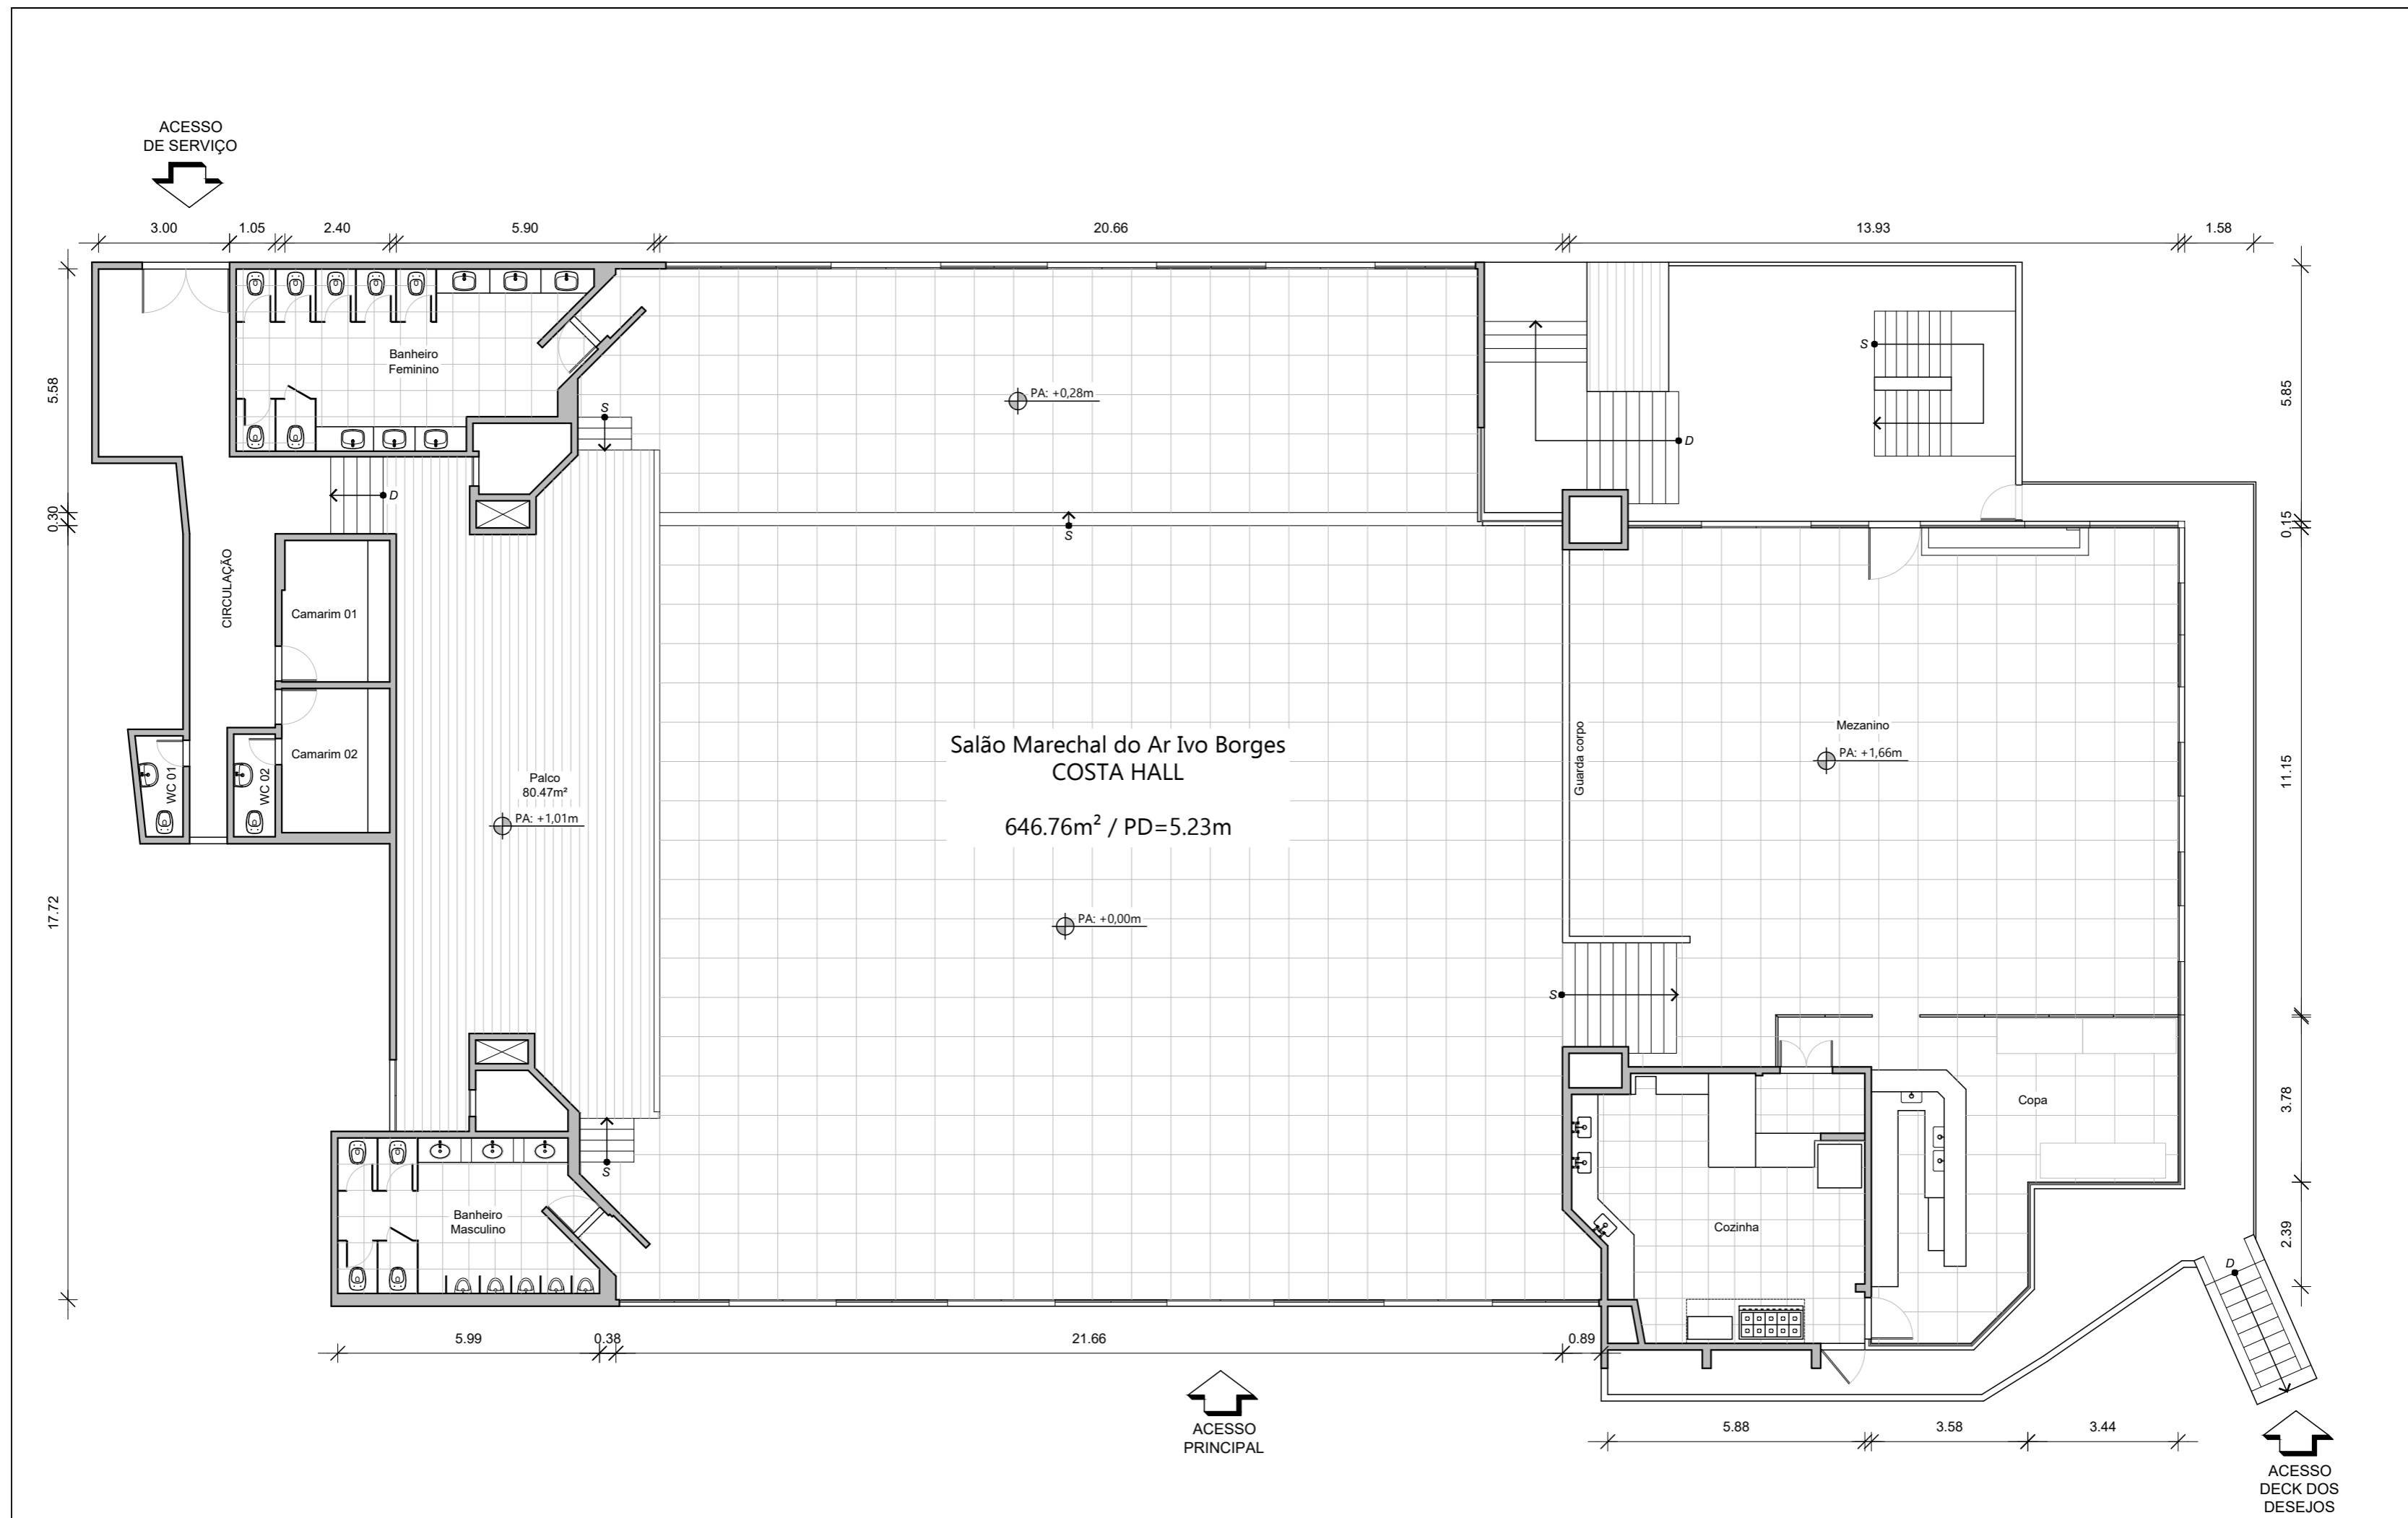 ACESSO
DE SERVIÇO
3.00
1.05
2.40
5.90
20.66
13.93
1.58
5.58
0.30
17.72
5.85
0.15
11.15
3.78
2.39
Banheiro
Feminino
S
PA: +0,28m
D
S
D
S
CIRCULAÇÃO
Camarim 01
Camarim 02
WC 01
WC 02
Palco
80.47m²
PA: +1,01m
Salão Marechal do Ar Ivo Borges
COSTA HALL
646.76m² / PD=5.23m
PA: +0,00m
Guarda corpo
Mezanino
PA: +1,66m
S
Copa
S
Banheiro
Masculino
Cozinha
D
5.99
0.38
21.66
0.89
ACESSO
PRINCIPAL
5.88
3.58
3.44
ACESSO
DECK DOS
DESEJOS